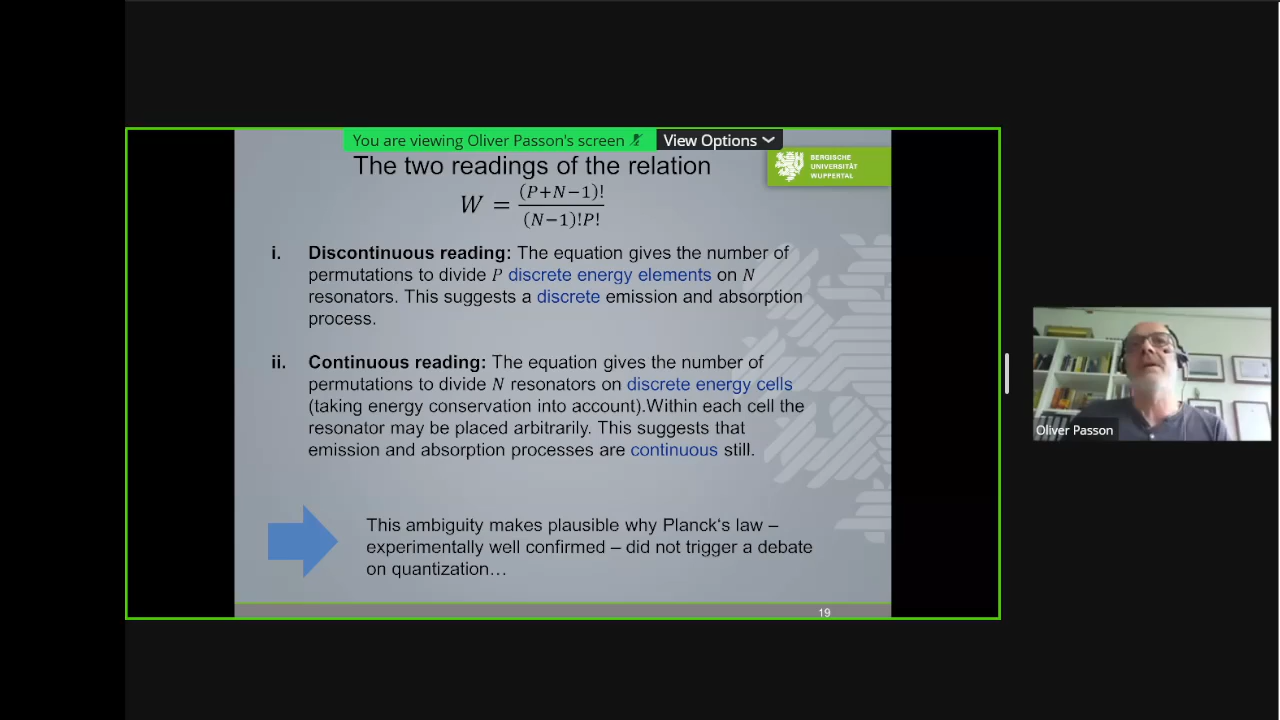 You are viewing Oliver Passon's screen
View Options
The two readings of the relation
BERGISCHE
UNIVERSITÄT
WUPPERTAL
W = (P+N−1)! / (N−1)!P!
i. Discontinuous reading: The equation gives the number of
permutations to divide P discrete energy elements on N
resonators. This suggests a discrete emission and absorption
process.
ii. Continuous reading: The equation gives the number of
permutations to divide N resonators on discrete energy cells
(taking energy conservation into account).Within each cell the
resonator may be placed arbitrarily. This suggests that
emission and absorption processes are continuous still.
This ambiguity makes plausible why Planck‘s law –
experimentally well confirmed – did not trigger a debate
on quantization…
19
Oliver Passon